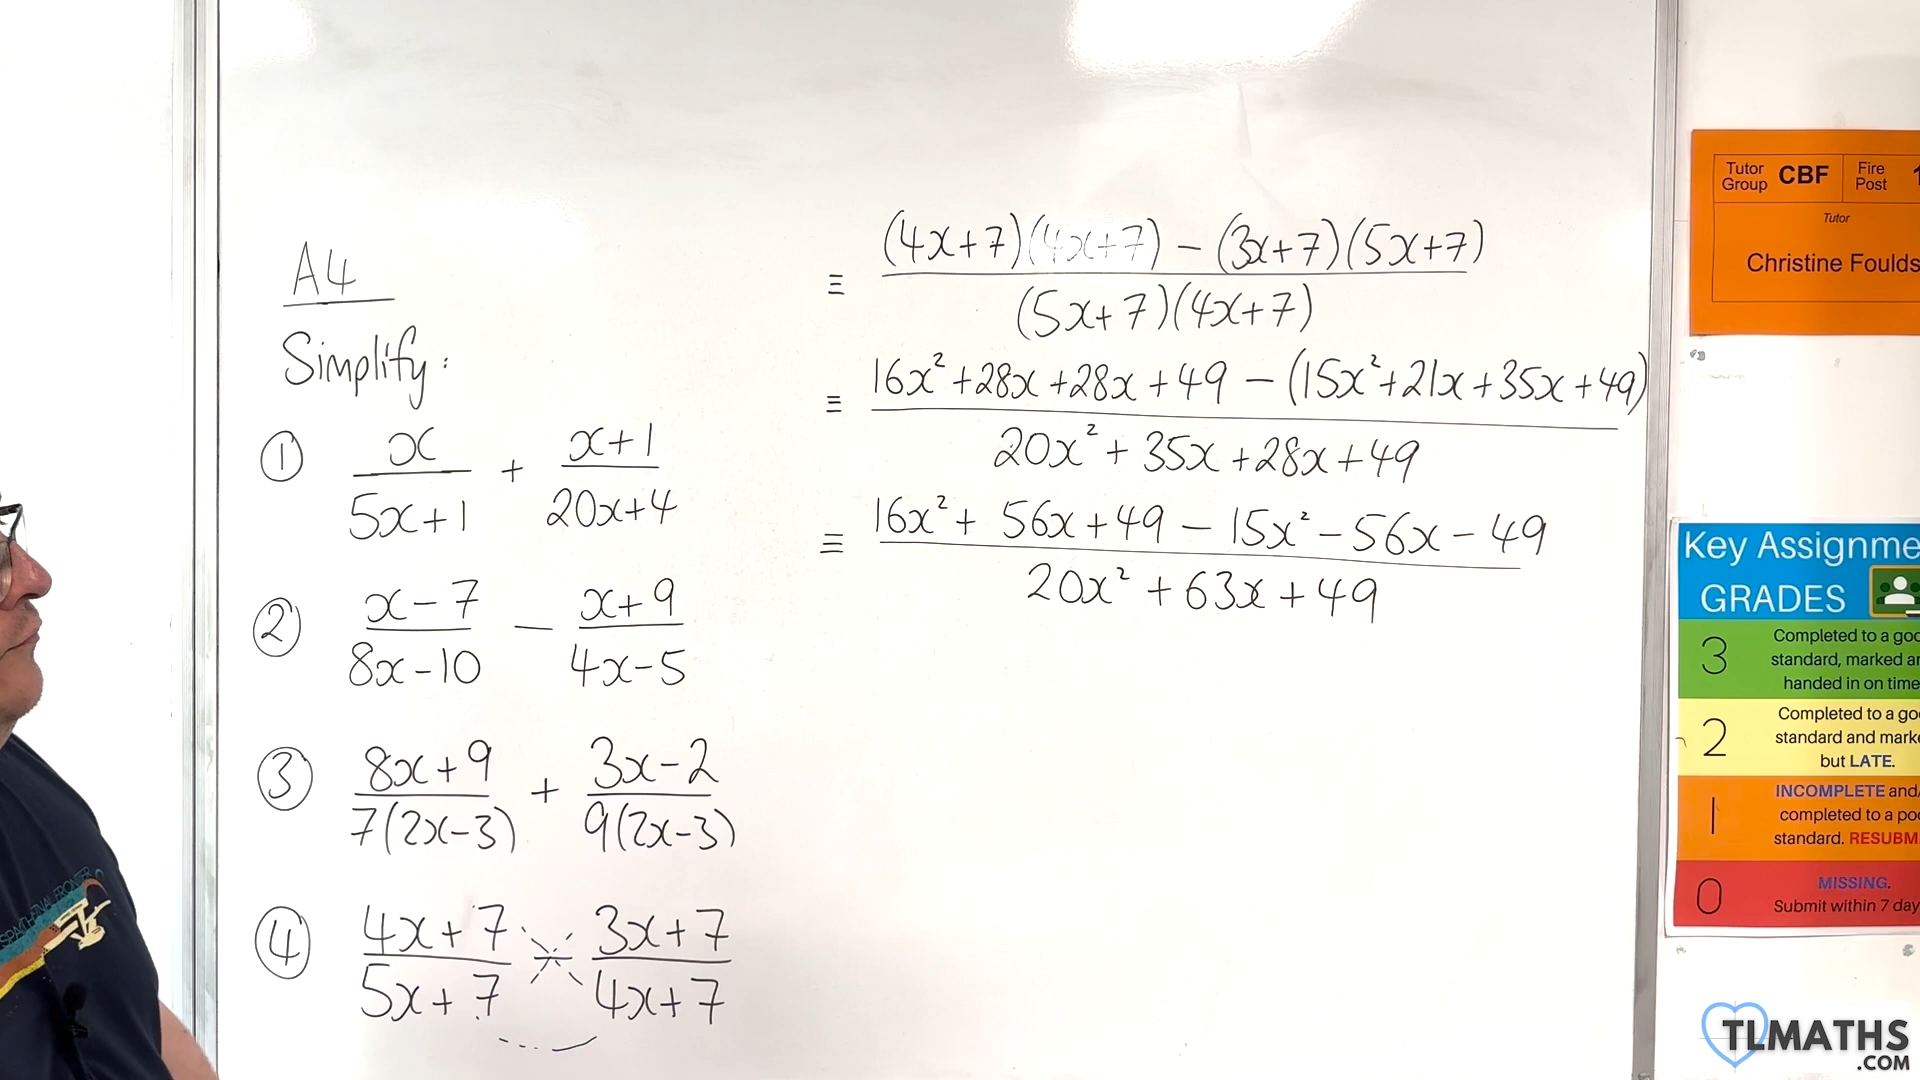 A4
Simplify:
① x/(5x+1) + (x+1)/(20x+4)
② (x-7)/(8x-10) - (x+9)/(4x-5)
③ (8x+9)/(7(2x-3)) + (3x-2)/(9(2x-3))
④ (4x+7)/(5x+7) - (3x+7)/(4x+7)
≡ ((4x+7)(4x+7) - (3x+7)(5x+7))/((5x+7)(4x+7))
≡ (16x²+28x+28x+49 - (15x²+21x+35x+49))/(20x²+35x+28x+49)
≡ (16x²+56x+49 - 15x²-56x-49)/(20x²+63x+49)
Tutor Group CBF Fire Post 1
Tutor
Christine Foulds
Key Assignme
GRADES
3 Completed to a goo
standard, marked an
handed in on time
2 Completed to a go
standard and marke
but LATE.
1 INCOMPLETE and/
completed to a poo
standard. RESUBM
0 MISSING.
Submit within 7 day
TLMATHS
.COM